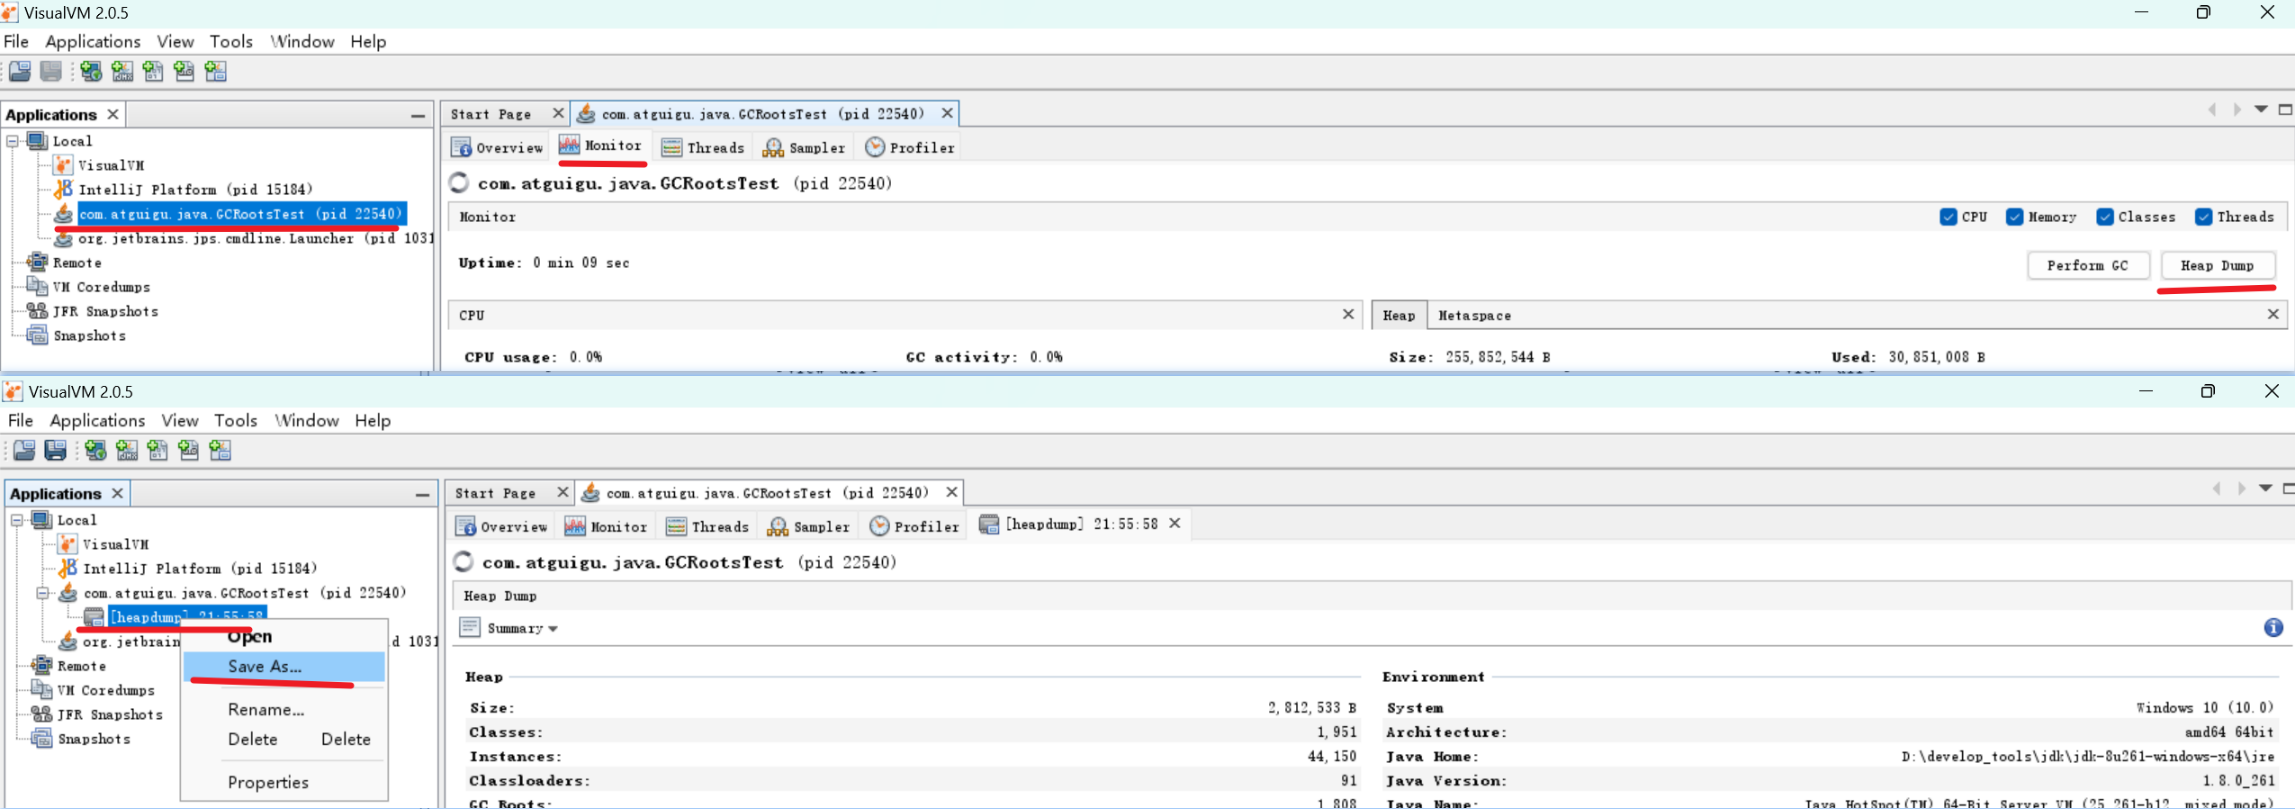 VisualVM 2.0.5
File Applications View Tools Window Help
Applications
Local
VisualVM
IntelliJ Platform (pid 15184)
com.atguigu.java.GCRootsTest (pid 22540)
org.jetbrains.jps.cmdline.Launcher (pid 1031
Remote
VM Coredumps
JFR Snapshots
Snapshots
Start Page com.atguigu.java.GCRootsTest (pid 22540)
Overview Monitor Threads Sampler Profiler
com.atguigu.java.GCRootsTest (pid 22540)
Monitor CPU Memory Classes Threads
Uptime: 0 min 09 sec Perform GC Heap Dump
CPU Heap Metaspace
CPU usage: 0.0% GC activity: 0.0% Size: 255,852,544 B Used: 30,851,008 B
VisualVM 2.0.5
File Applications View Tools Window Help
Applications
Local
VisualVM
IntelliJ Platform (pid 15184)
com.atguigu.java.GCRootsTest (pid 22540)
[heapdump] 21:55:58
org.jetbrain d 1031
Remote
VM Coredumps
JFR Snapshots
Snapshots
Open
Save As...
Rename...
Delete Delete
Properties
Start Page com.atguigu.java.GCRootsTest (pid 22540)
Overview Monitor Threads Sampler Profiler [heapdump] 21:55:58
com.atguigu.java.GCRootsTest (pid 22540)
Heap Dump
Summary
Heap Environment
Size: 2,812,533 B System Windows 10 (10.0)
Classes: 1,951 Architecture: amd64 64bit
Instances: 44,150 Java Home: D:\develop_tools\jdk\jdk-8u261-windows-x64\jre
Classloaders: 91 Java Version: 1.8.0_261
GC Roots: 1,808 Java Name: Java HotSpot(TM) 64-Bit Server VM (25.261-b12, mixed mode)